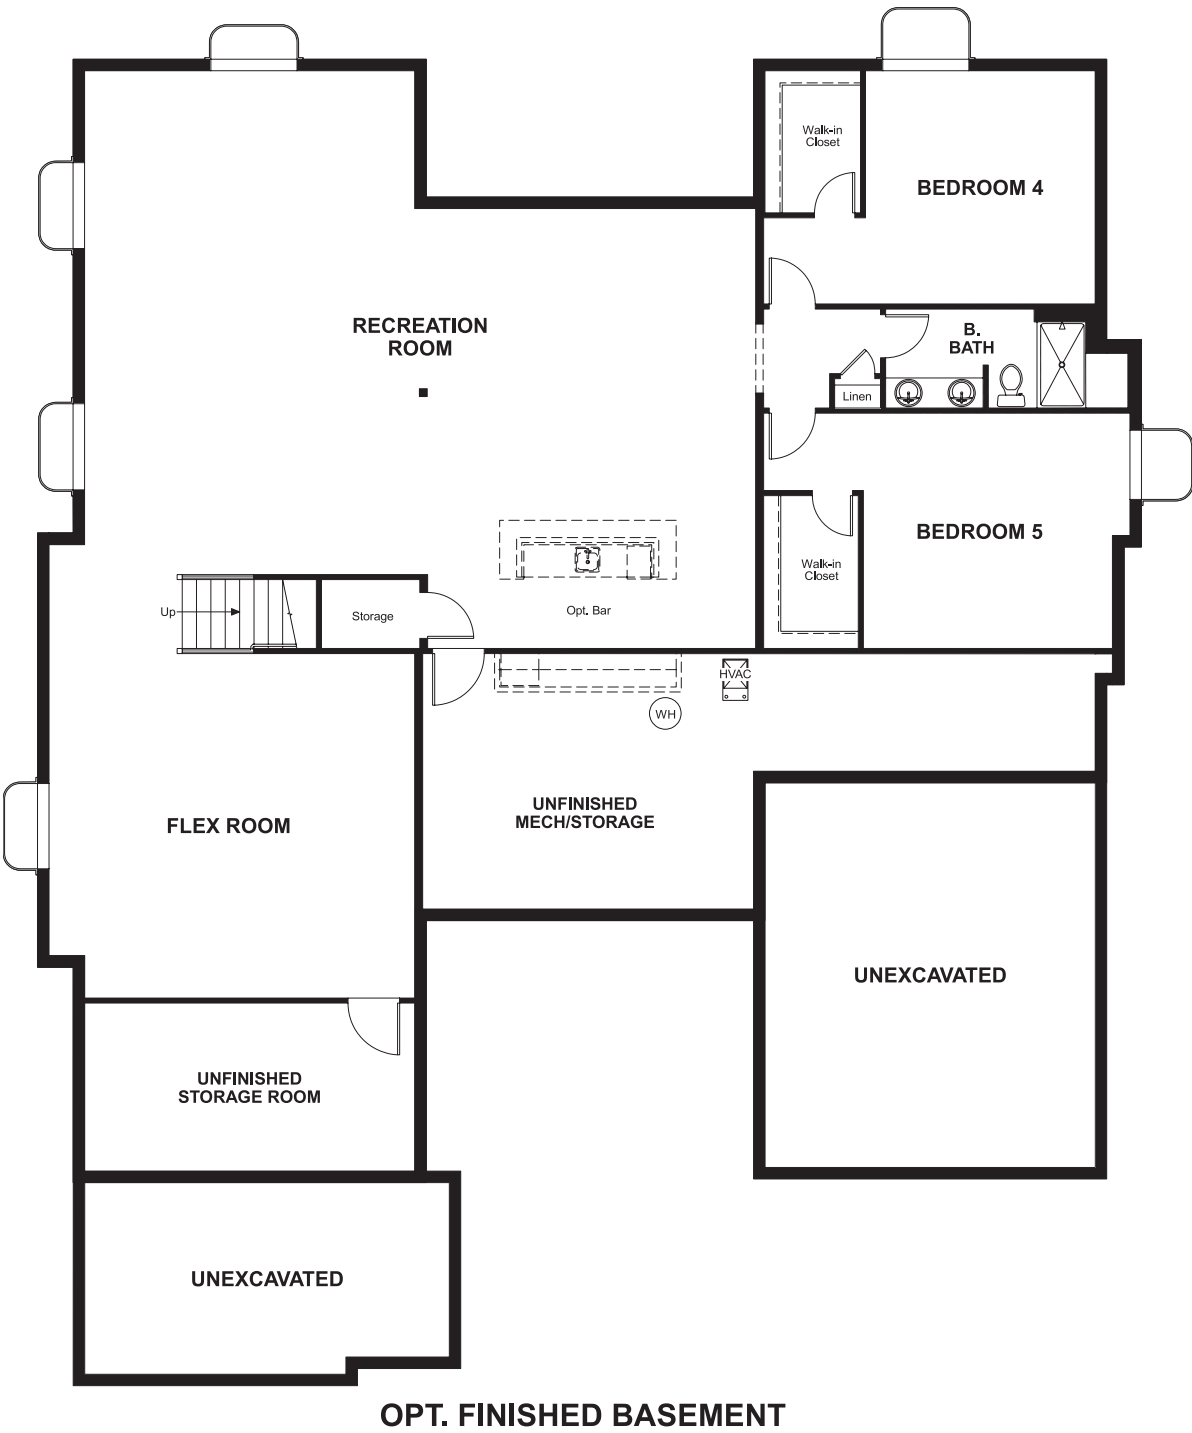 Walk-in
Closet
BEDROOM 4
RECREATION
ROOM
B.
BATH
Linen
BEDROOM 5
Walk-in
Closet
Up
Storage
Opt. Bar
HVAC
WH
UNFINISHED
MECH/STORAGE
FLEX ROOM
UNEXCAVATED
UNFINISHED
STORAGE ROOM
UNEXCAVATED
OPT. FINISHED BASEMENT